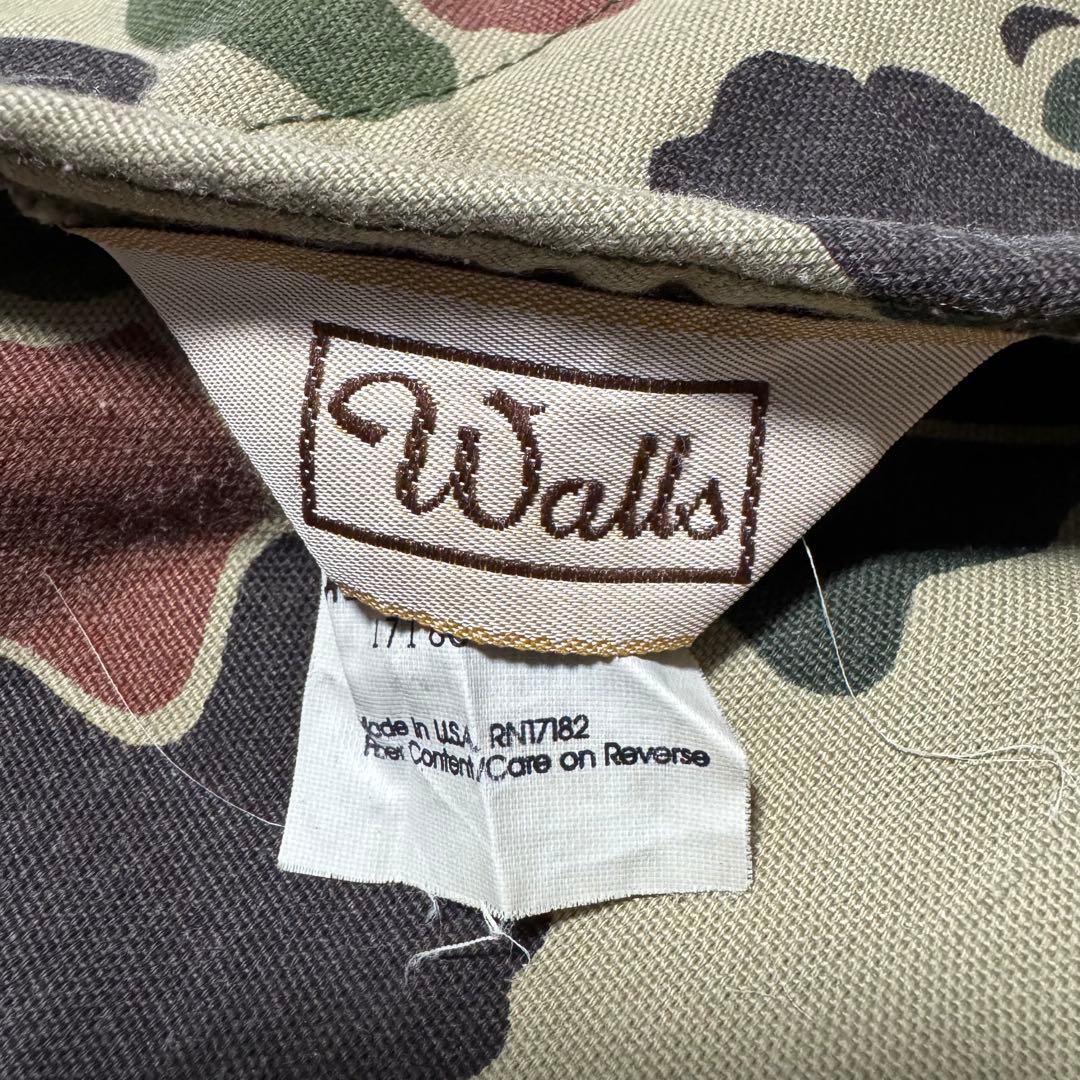 Walls
Made in U.S.A. RN17182
Fiber Content/Care on Reverse